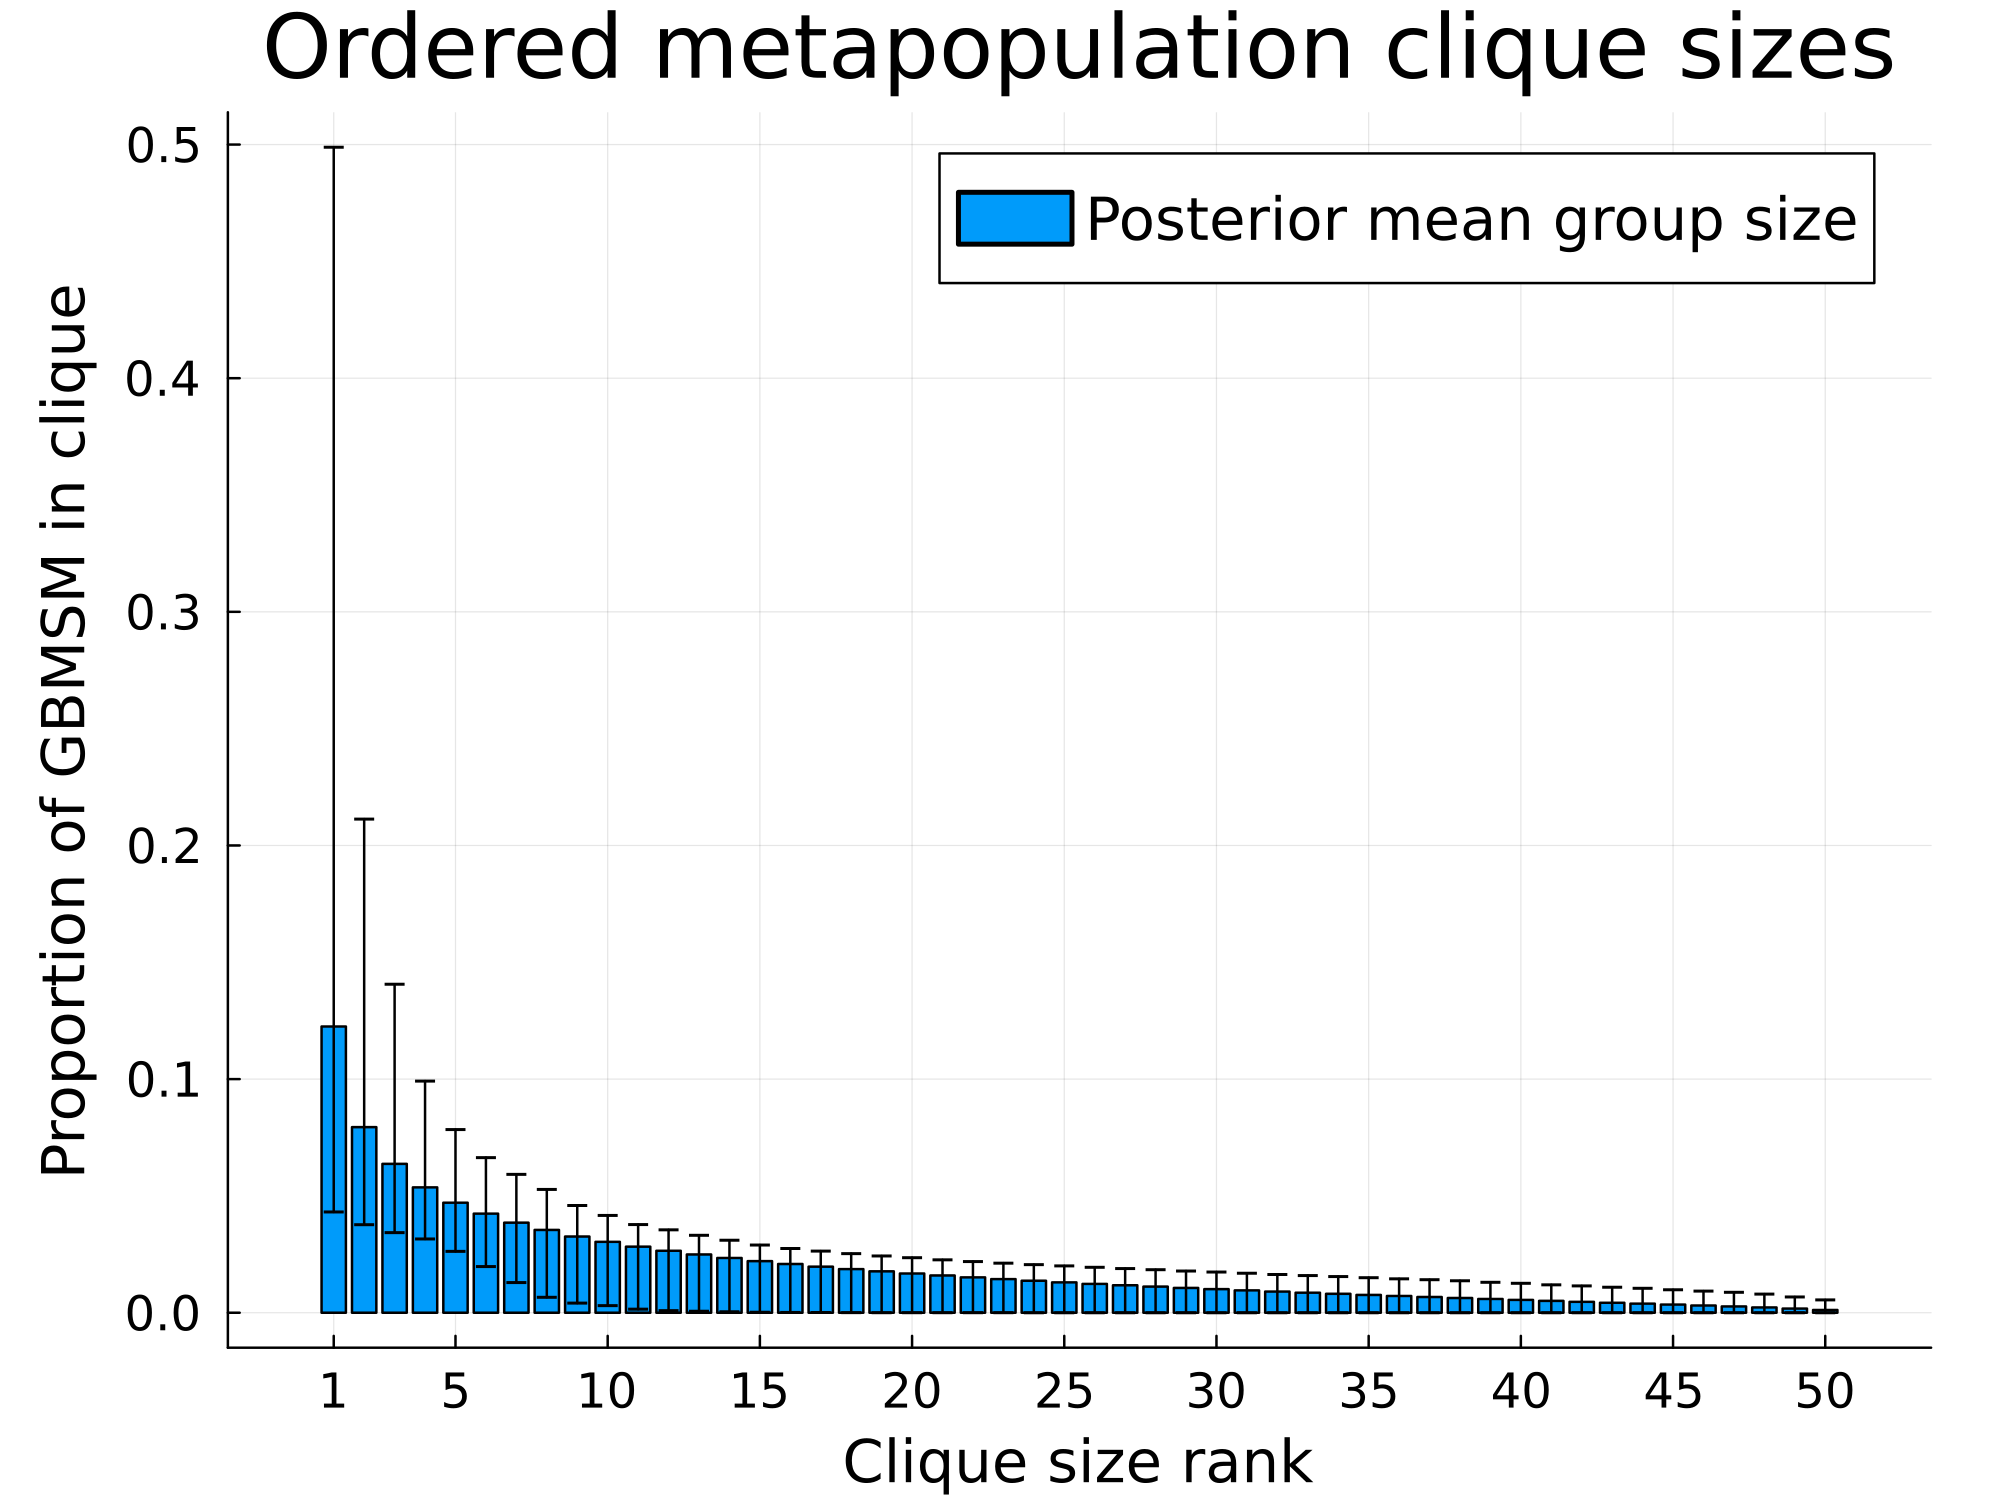 Ordered metapopulation clique sizes
Posterior mean group size
Proportion of GBMSM in clique
0.5
0.4
0.3
0.2
0.1
0.0
1 5 10 15 20 25 30 35 40 45 50
Clique size rank